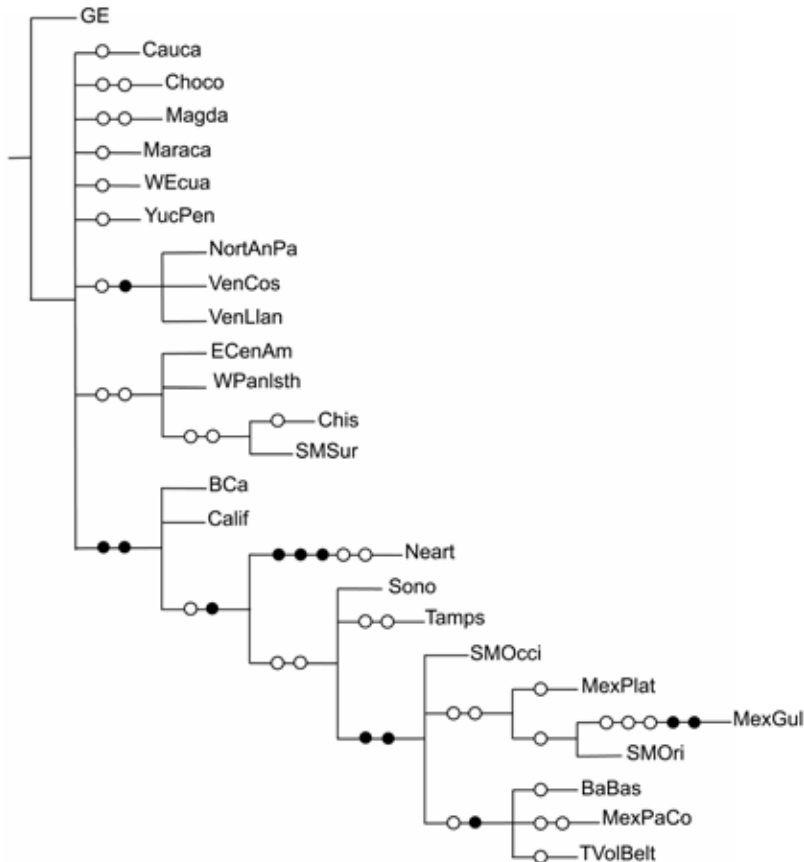 GE
Cauca
Choco
Magda
Maraca
WEcua
YucPen
NortAnPa
VenCos
VenLlan
ECenAm
WPanIsth
Chis
SMSur
BCa
Calif
Neart
Sono
Tamps
SMOcci
MexPlat
MexGul
SMOri
BaBas
MexPaCo
TVolBelt